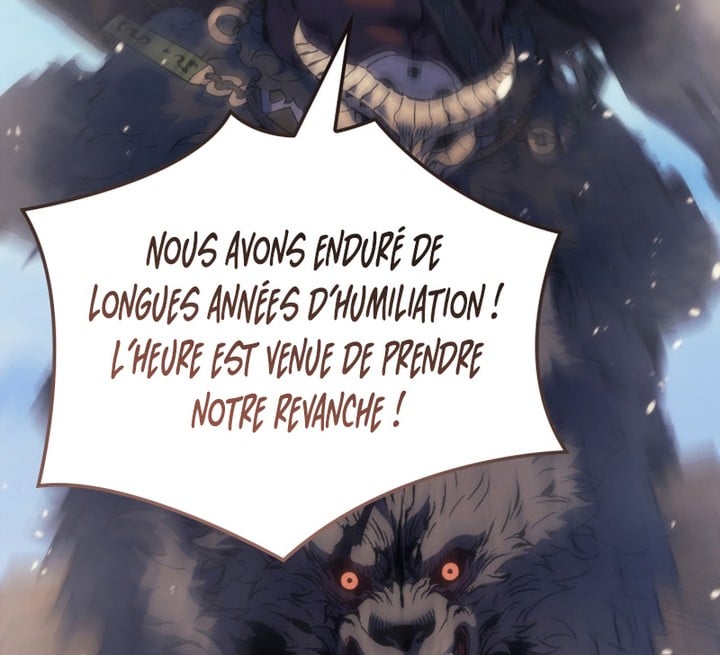 NOUS AVONS ENDURÉ DE
LONGUES ANNÉES D'HUMILIATION !
L'HEURE EST VENUE DE PRENDRE
NOTRE REVANCHE !